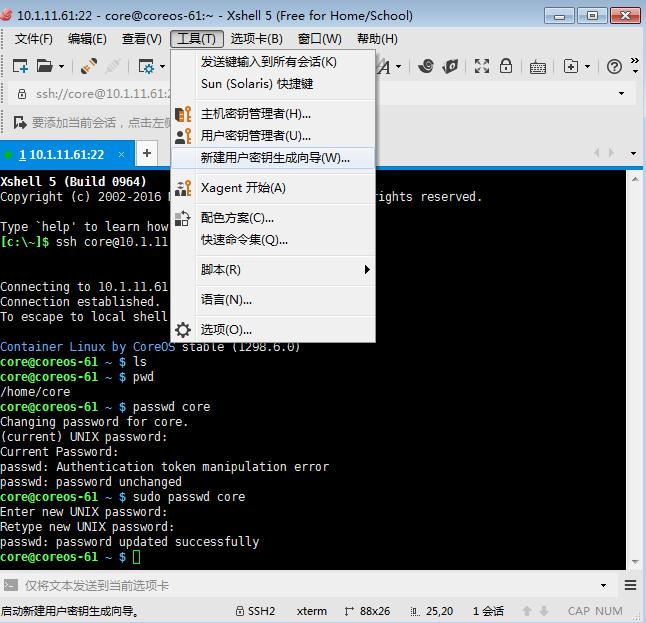 10.1.11.61:22 - core@coreos-61:~ - Xshell 5 (Free for Home/School)
文件(F) 编辑(E) 查看(V) 工具(T) 选项卡(B) 窗口(W) 帮助(H)
发送键输入到所有会话(K)
Sun (Solaris) 快捷键
主机密钥管理者(H)...
用户密钥管理者(U)...
新建用户密钥生成向导(W)...
Xagent 开始(A)
配色方案(C)...
快速命令集(Q)...
脚本(R)
语言(N)...
选项(O)...
ssh://core@10.1.11.61:2
要添加当前会话，点击左侧
1 10.1.11.61:22 × +
Xshell 5 (Build 0964)
Copyright (c) 2002-2016 ights reserved.
Type `help' to learn how
[c:\~]$ ssh core@10.1.11
Connecting to 10.1.11.61
Connection established.
To escape to local shell
Container Linux by CoreOS stable (1298.6.0)
core@coreos-61 ~ $ ls
core@coreos-61 ~ $ pwd
/home/core
core@coreos-61 ~ $ passwd core
Changing password for core.
(current) UNIX password:
Current Password:
passwd: Authentication token manipulation error
passwd: password unchanged
core@coreos-61 ~ $ sudo passwd core
Enter new UNIX password:
Retype new UNIX password:
passwd: password updated successfully
core@coreos-61 ~ $
仅将文本发送到当前选项卡
启动新建用户密钥生成向导。 SSH2 xterm 88x26 25,20 1 会话 CAP NUM